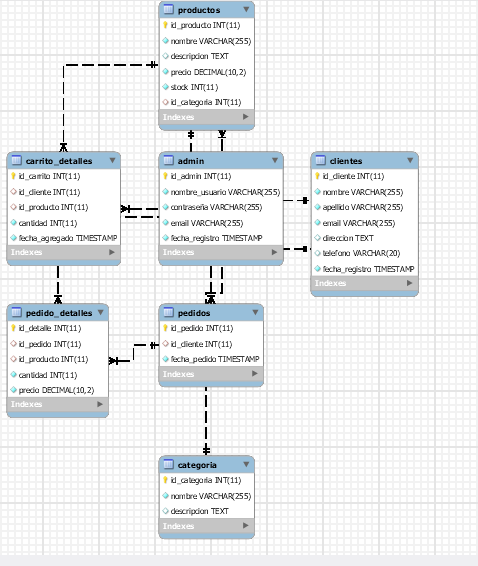 productos
id_producto INT(11)
nombre VARCHAR(255)
descripcion TEXT
precio DECIMAL(10,2)
stock INT(11)
id_categoria INT(11)
Indexes
carrito_detalles
id_carrito INT(11)
id_cliente INT(11)
id_producto INT(11)
cantidad INT(11)
fecha_agregado TIMESTAMP
Indexes
admin
id_admin INT(11)
nombre_usuario VARCHAR(255)
contraseña VARCHAR(255)
email VARCHAR(255)
fecha_registro TIMESTAMP
Indexes
clientes
id_cliente INT(11)
nombre VARCHAR(255)
apellido VARCHAR(255)
email VARCHAR(255)
direccion TEXT
telefono VARCHAR(20)
fecha_registro TIMESTAMP
Indexes
pedido_detalles
id_detalle INT(11)
id_pedido INT(11)
id_producto INT(11)
cantidad INT(11)
precio DECIMAL(10,2)
Indexes
pedidos
id_pedido INT(11)
id_cliente INT(11)
fecha_pedido TIMESTAMP
Indexes
categoria
id_categoria INT(11)
nombre VARCHAR(255)
descripcion TEXT
Indexes